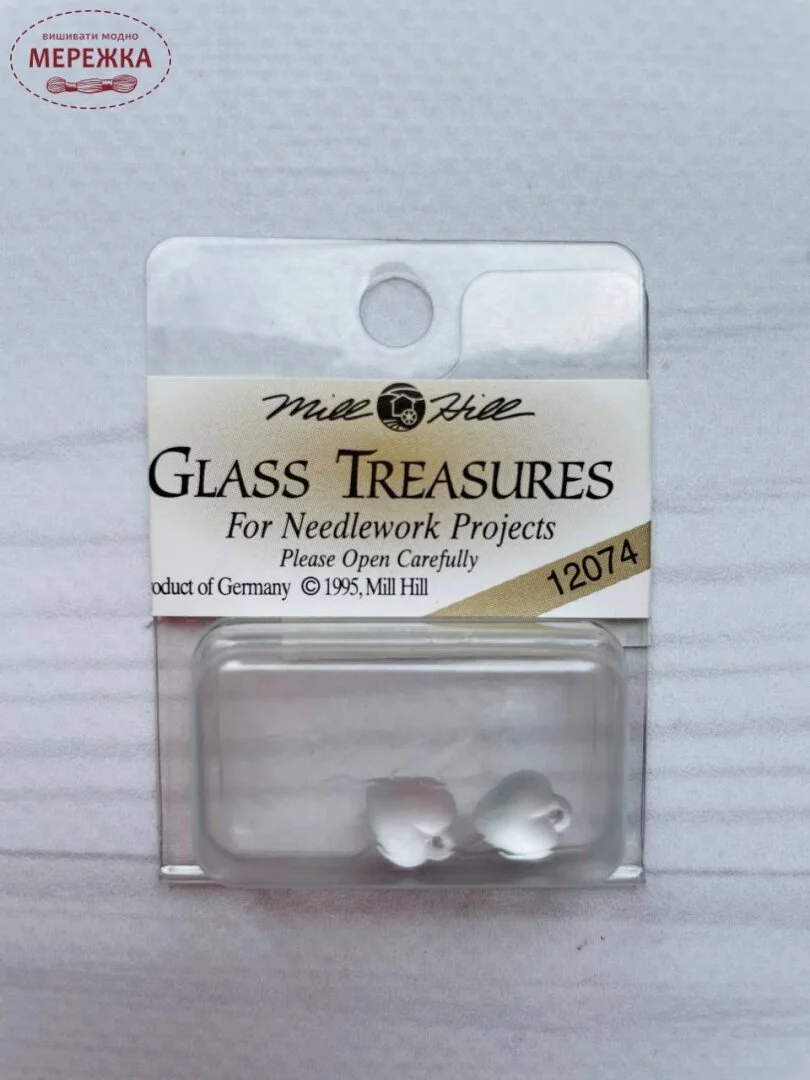 вишивати модно
МЕРЕЖКА
Mill Hill
GLASS TREASURES
For Needlework Projects
Please Open Carefully
oduct of Germany © 1995, Mill Hill
12074